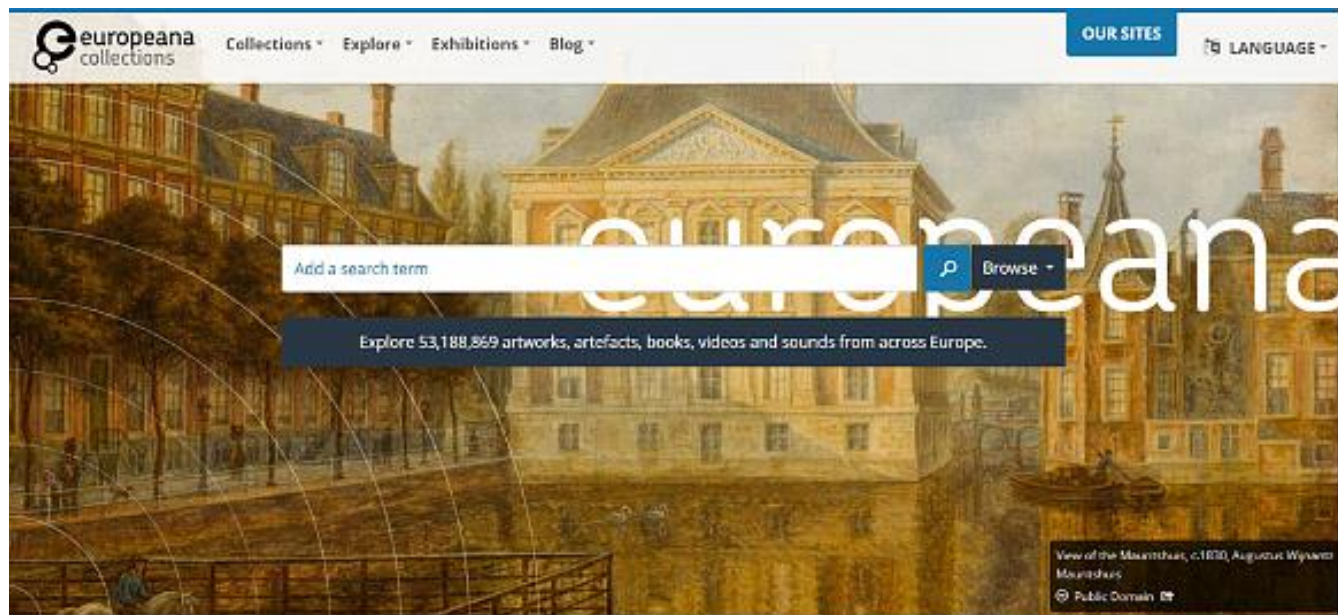 europeana
collections
Collections Explore Exhibitions Blog
OUR SITES
LANGUAGE
europeana
Add a search term
Browse
Explore 53,188,869 artworks, artefacts, books, videos and sounds from across Europe.
View of the Mauritshuis, c.1830, Augustus Wijnants
Mauritshuis
Public Domain